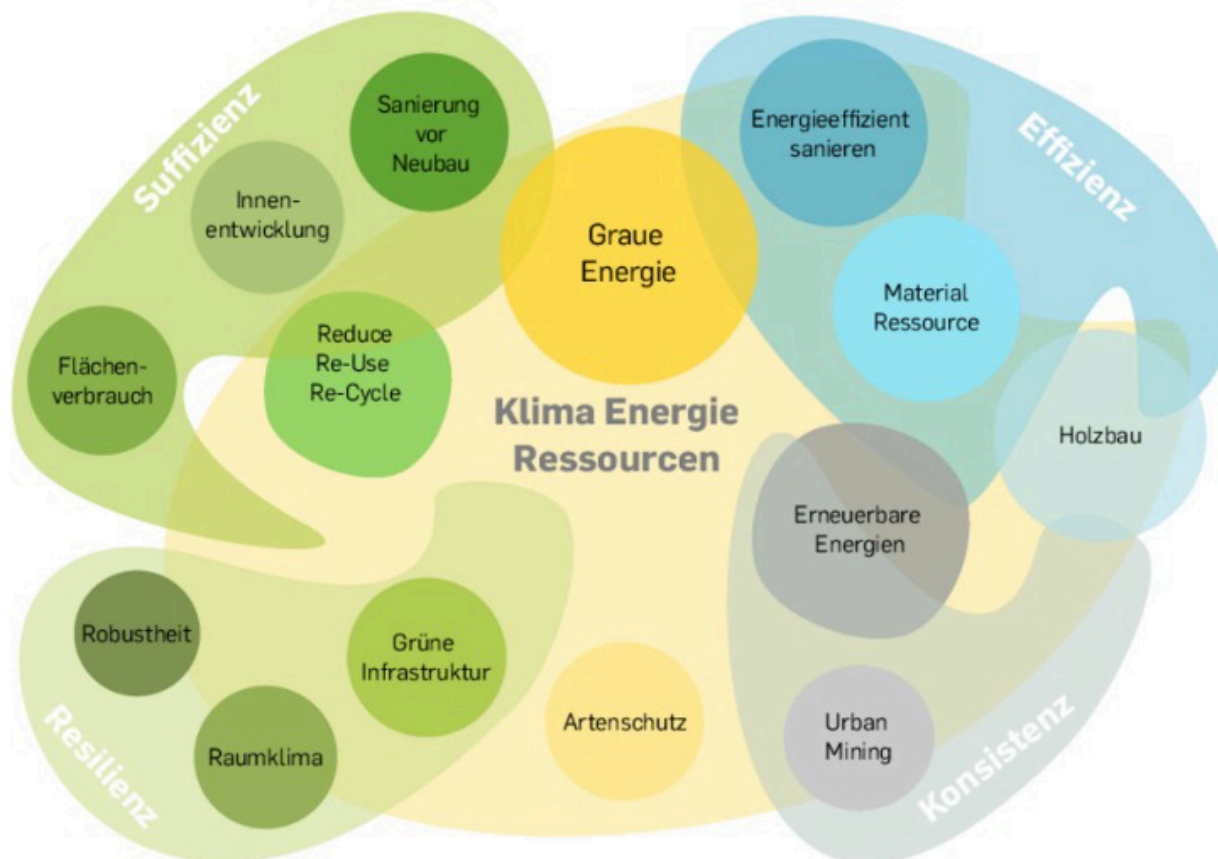 Suffizienz
Sanierung
vor
Neubau
Innen-
entwicklung
Flächen-
verbrauch
Reduce
Re-Use
Re-Cycle
Graue
Energie
Effizienz
Energieeffizient
sanieren
Material
Ressource
Holzbau
Klima Energie
Ressourcen
Erneuerbare
Energien
Urban
Mining
Konsistenz
Artenschutz
Resilienz
Robustheit
Grüne
Infrastruktur
Raumklima